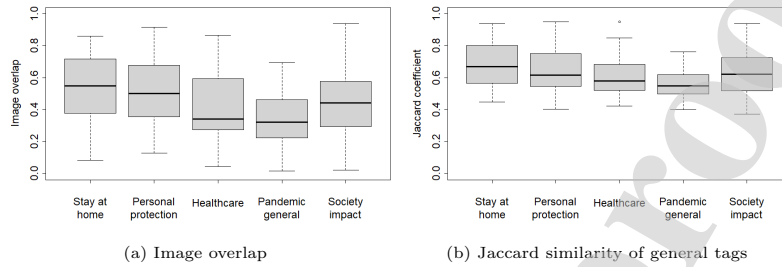 Image overlap
0.0 0.2 0.4 0.6 0.8 1.0
Stay at home
Personal protection
Healthcare
Pandemic general
Society impact
(a) Image overlap
Jaccard coefficient
0.0 0.2 0.4 0.6 0.8 1.0
Stay at home
Personal protection
Healthcare
Pandemic general
Society impact
(b) Jaccard similarity of general tags